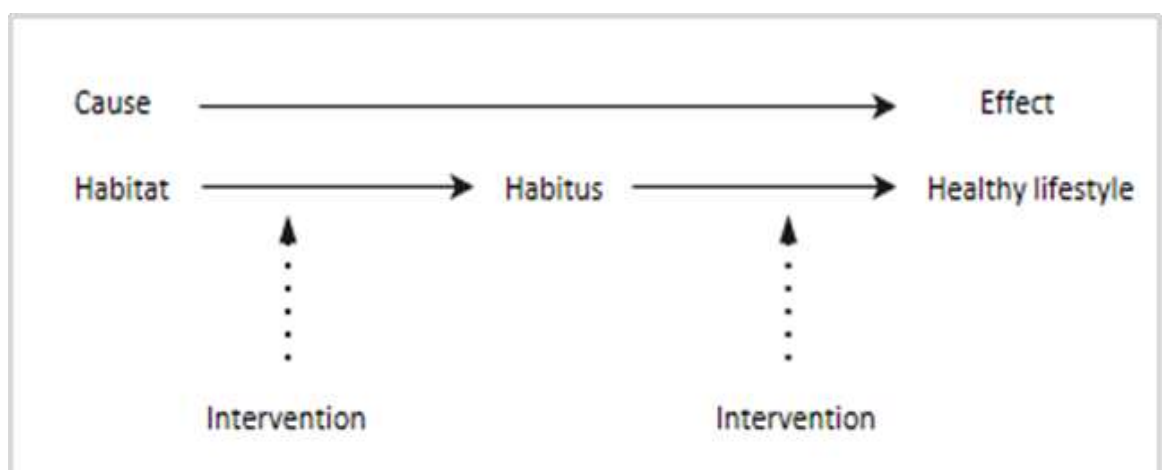 Cause Effect
Habitat Habitus Healthy lifestyle
Intervention Intervention